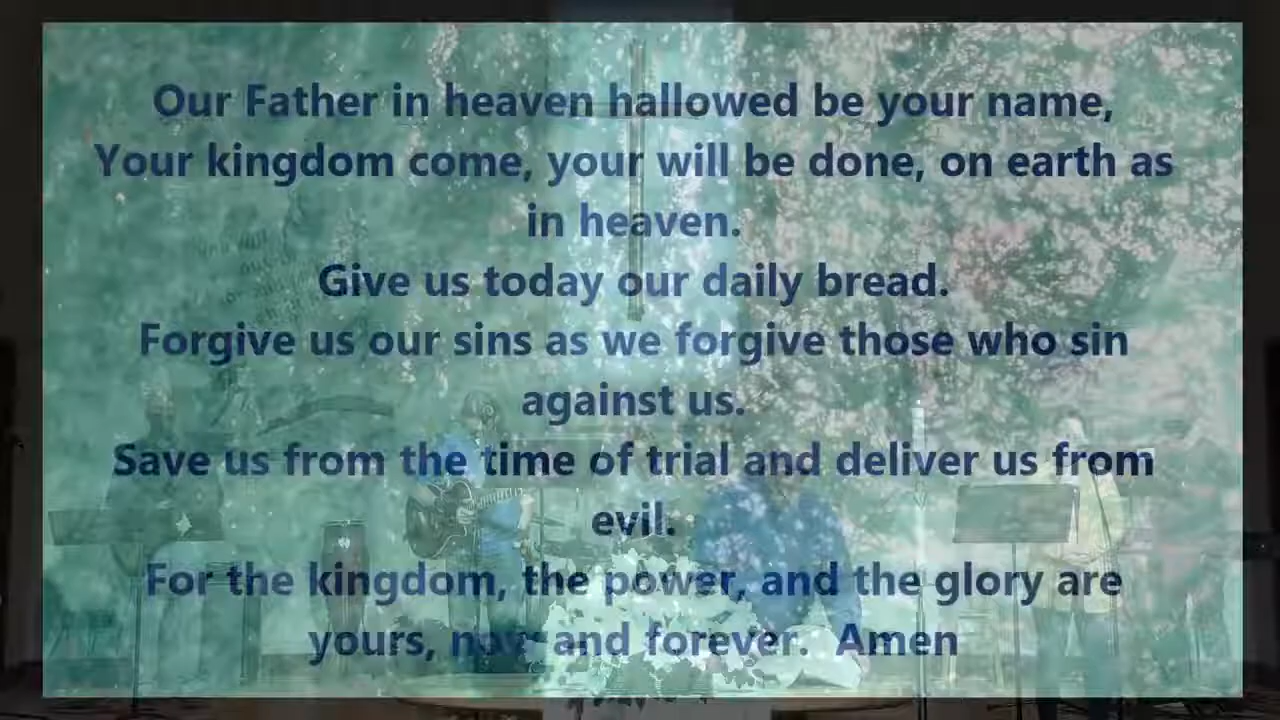 Our Father in heaven hallowed be your name,
Your kingdom come, your will be done, on earth as
in heaven.
Give us today our daily bread.
Forgive us our sins as we forgive those who sin
against us.
Save us from the time of trial and deliver us from
evil.
For the kingdom, the power, and the glory are
yours, now and forever. Amen